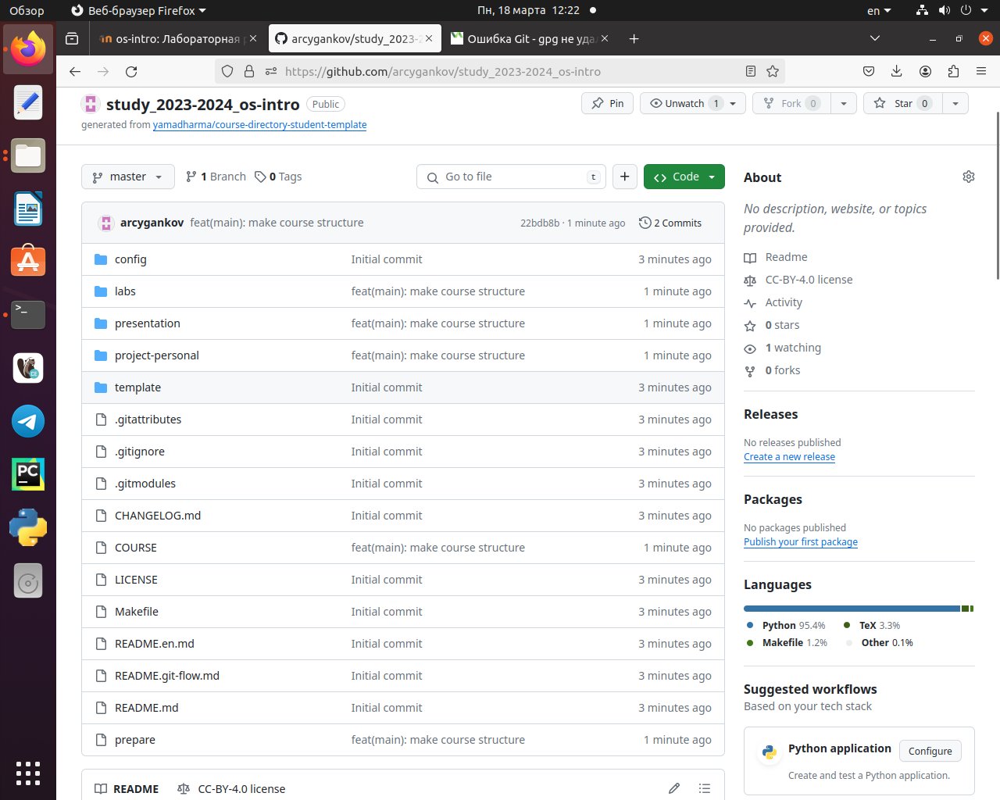 Обзор
Веб-браузер Firefox
Пн, 18 марта 12:22
en
os-intro: Лабораторная
arcygankov/study_2023-2
Ошибка Git - gpg не уда
https://github.com/arcygankov/study_2023-2024_os-intro
study_2023-2024_os-intro
Public
Pin
Unwatch 1
Fork 0
Star 0
generated from yamadharma/course-directory-student-template
master
1 Branch
0 Tags
Go to file
t
Code
arcygankov feat(main): make course structure 22bdb8b · 1 minute ago 2 Commits
config Initial commit 3 minutes ago
labs feat(main): make course structure 1 minute ago
presentation feat(main): make course structure 1 minute ago
project-personal feat(main): make course structure 1 minute ago
template Initial commit 3 minutes ago
.gitattributes Initial commit 3 minutes ago
.gitignore Initial commit 3 minutes ago
.gitmodules Initial commit 3 minutes ago
CHANGELOG.md Initial commit 3 minutes ago
COURSE feat(main): make course structure 1 minute ago
LICENSE Initial commit 3 minutes ago
Makefile Initial commit 3 minutes ago
README.en.md Initial commit 3 minutes ago
README.git-flow.md Initial commit 3 minutes ago
README.md Initial commit 3 minutes ago
prepare feat(main): make course structure 1 minute ago
README
CC-BY-4.0 license
About
No description, website, or topics
provided.
Readme
CC-BY-4.0 license
Activity
0 stars
1 watching
0 forks
Releases
No releases published
Create a new release
Packages
No packages published
Publish your first package
Languages
Python 95.4% TeX 3.3%
Makefile 1.2% Other 0.1%
Suggested workflows
Based on your tech stack
Python application
Configure
Create and test a Python application.
>_
PC